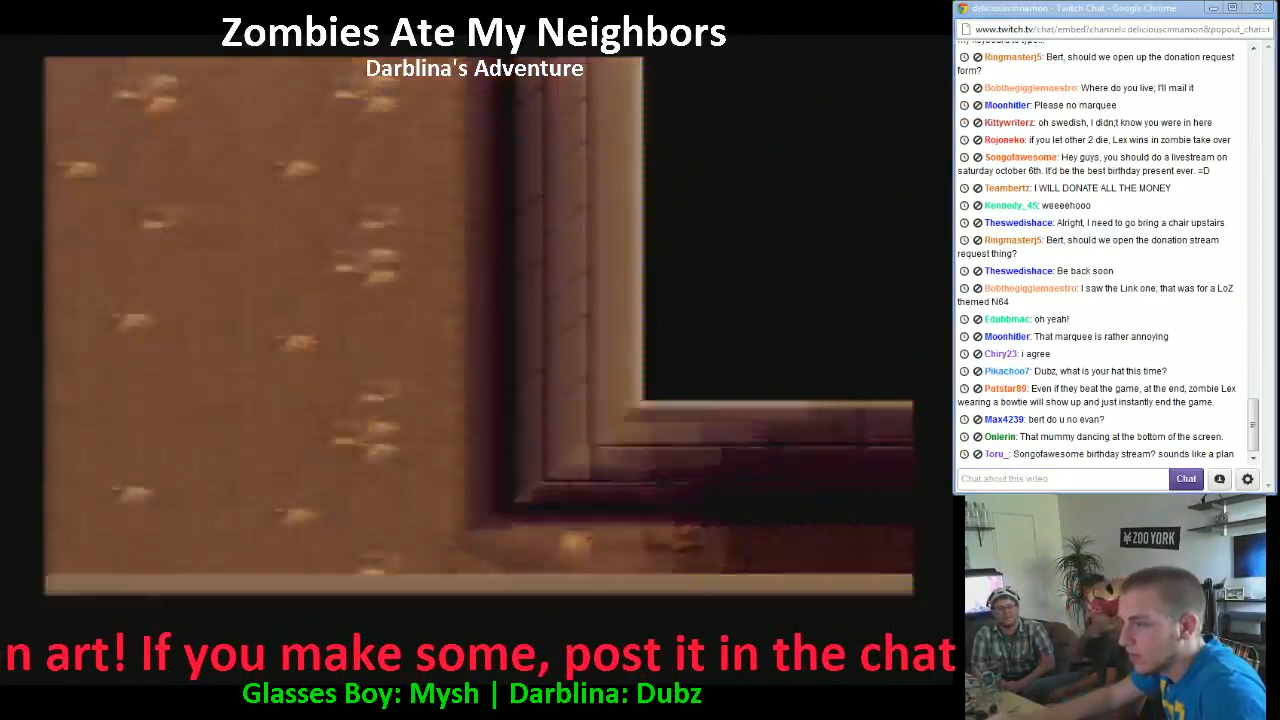 Zombies Ate My Neighbors
Darblina's Adventure
deliciouscinnamon - Twitch Chat - Google Chrome
www.twitch.tv/chat/embed?channel=deliciouscinnamon&popout_chat=t
Ringmasterj5: Bert, should we open up the donation request
form?
Bobthegigglemaestro: Where do you live; I'll mail it
Moonhitler: Please no marquee
Kittywriterz: oh swedish, I didn;t know you were in here
Rojoneko: if you let other 2 die, Lex wins in zombie take over
Songofawesome: Hey guys, you should do a livestream on
saturday october 6th. It'd be the best birthday present ever. =D
Teambertz: I WILL DONATE ALL THE MONEY
Kennedy_45: weeeehooo
Theswedishace: Alright, I need to go bring a chair upstairs
Ringmasterj5: Bert, should we open the donation stream
request thing?
Theswedishace: Be back soon
Bobthegigglemaestro: I saw the Link one; that was for a LoZ
themed N64
Edubbmac: oh yeah!
Moonhitler: That marquee is rather annoying
Chiry23: i agree
Pikachoo7: Dubz, what is your hat this time?
Patstar89: Even if they beat the game, at the end, zombie Lex
wearing a bowtie will show up and just instantly end the game.
Max4239: bert do u no evan?
Onlerin: That mummy dancing at the bottom of the screen.
Toru_: Songofawesome birthday stream? sounds like a plan
Chat about this video
Chat
ZOO YORK
n art! If you make some, post it in the chat
Glasses Boy: Mysh | Darblina: Dubz